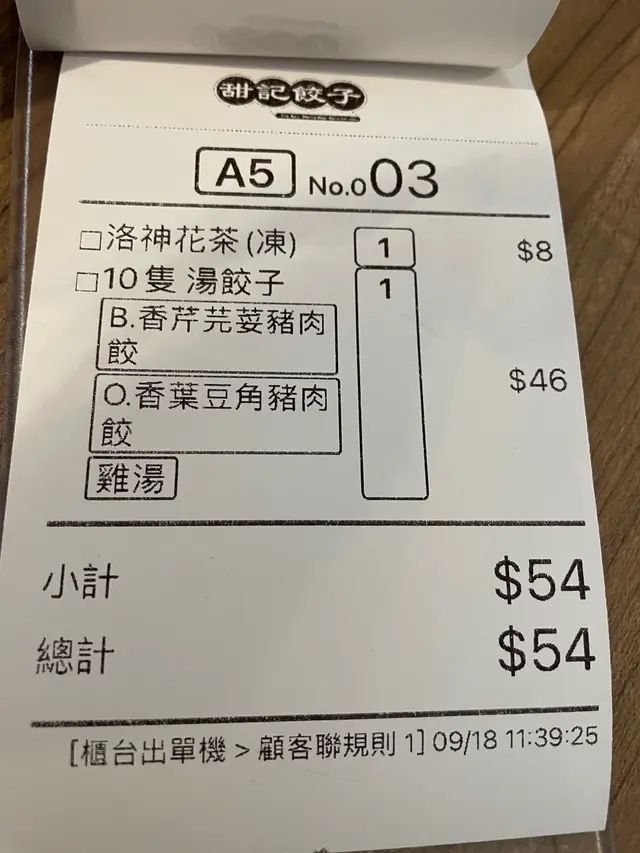 甜記餃子
A5 No.003
□洛神花茶(凍) 1 $8
□10隻 湯餃子 1
B.香芹芫荽豬肉
餃
$46
O.香葉豆角豬肉
餃
雞湯
小計 $54
總計 $54
[櫃台出單機 > 顧客聯規則 1] 09/18 11:39:25